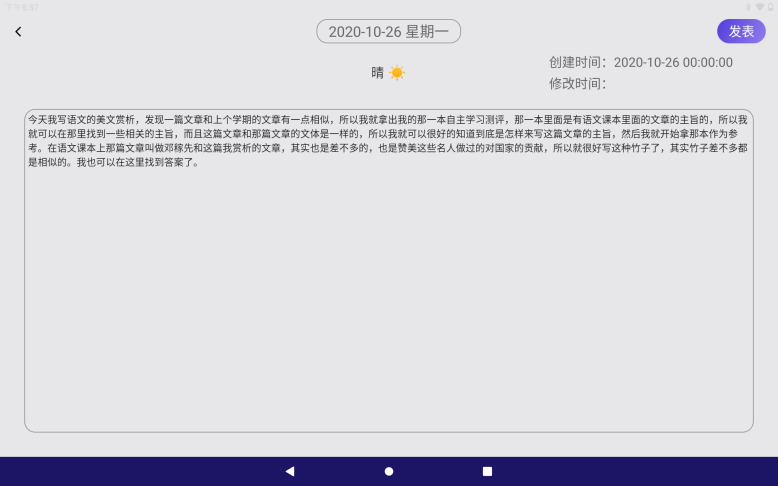 下午5:57
2020-10-26 星期一
发表
晴
创建时间：2020-10-26 00:00:00
修改时间：
今天我写语文的美文赏析，发现一篇文章和上个学期的文章有一点相似，所以我就拿出我的那一本自主学习测评，那一本里面是有语文课本里面的文章的主旨的，所以我
就可以在那里找到一些相关的主旨，而且这篇文章和那篇文章的文体是一样的，所以我就可以很好的知道到底是怎样来写这篇文章的主旨，然后我就开始拿那本作为参
考。在语文课本上那篇文章叫做邓稼先和这篇我赏析的文章，其实也是差不多的，也是赞美这些名人做过的对国家的贡献，所以就很好写这种竹子了，其实竹子差不多都
是相似的。我也可以在这里找到答案了。